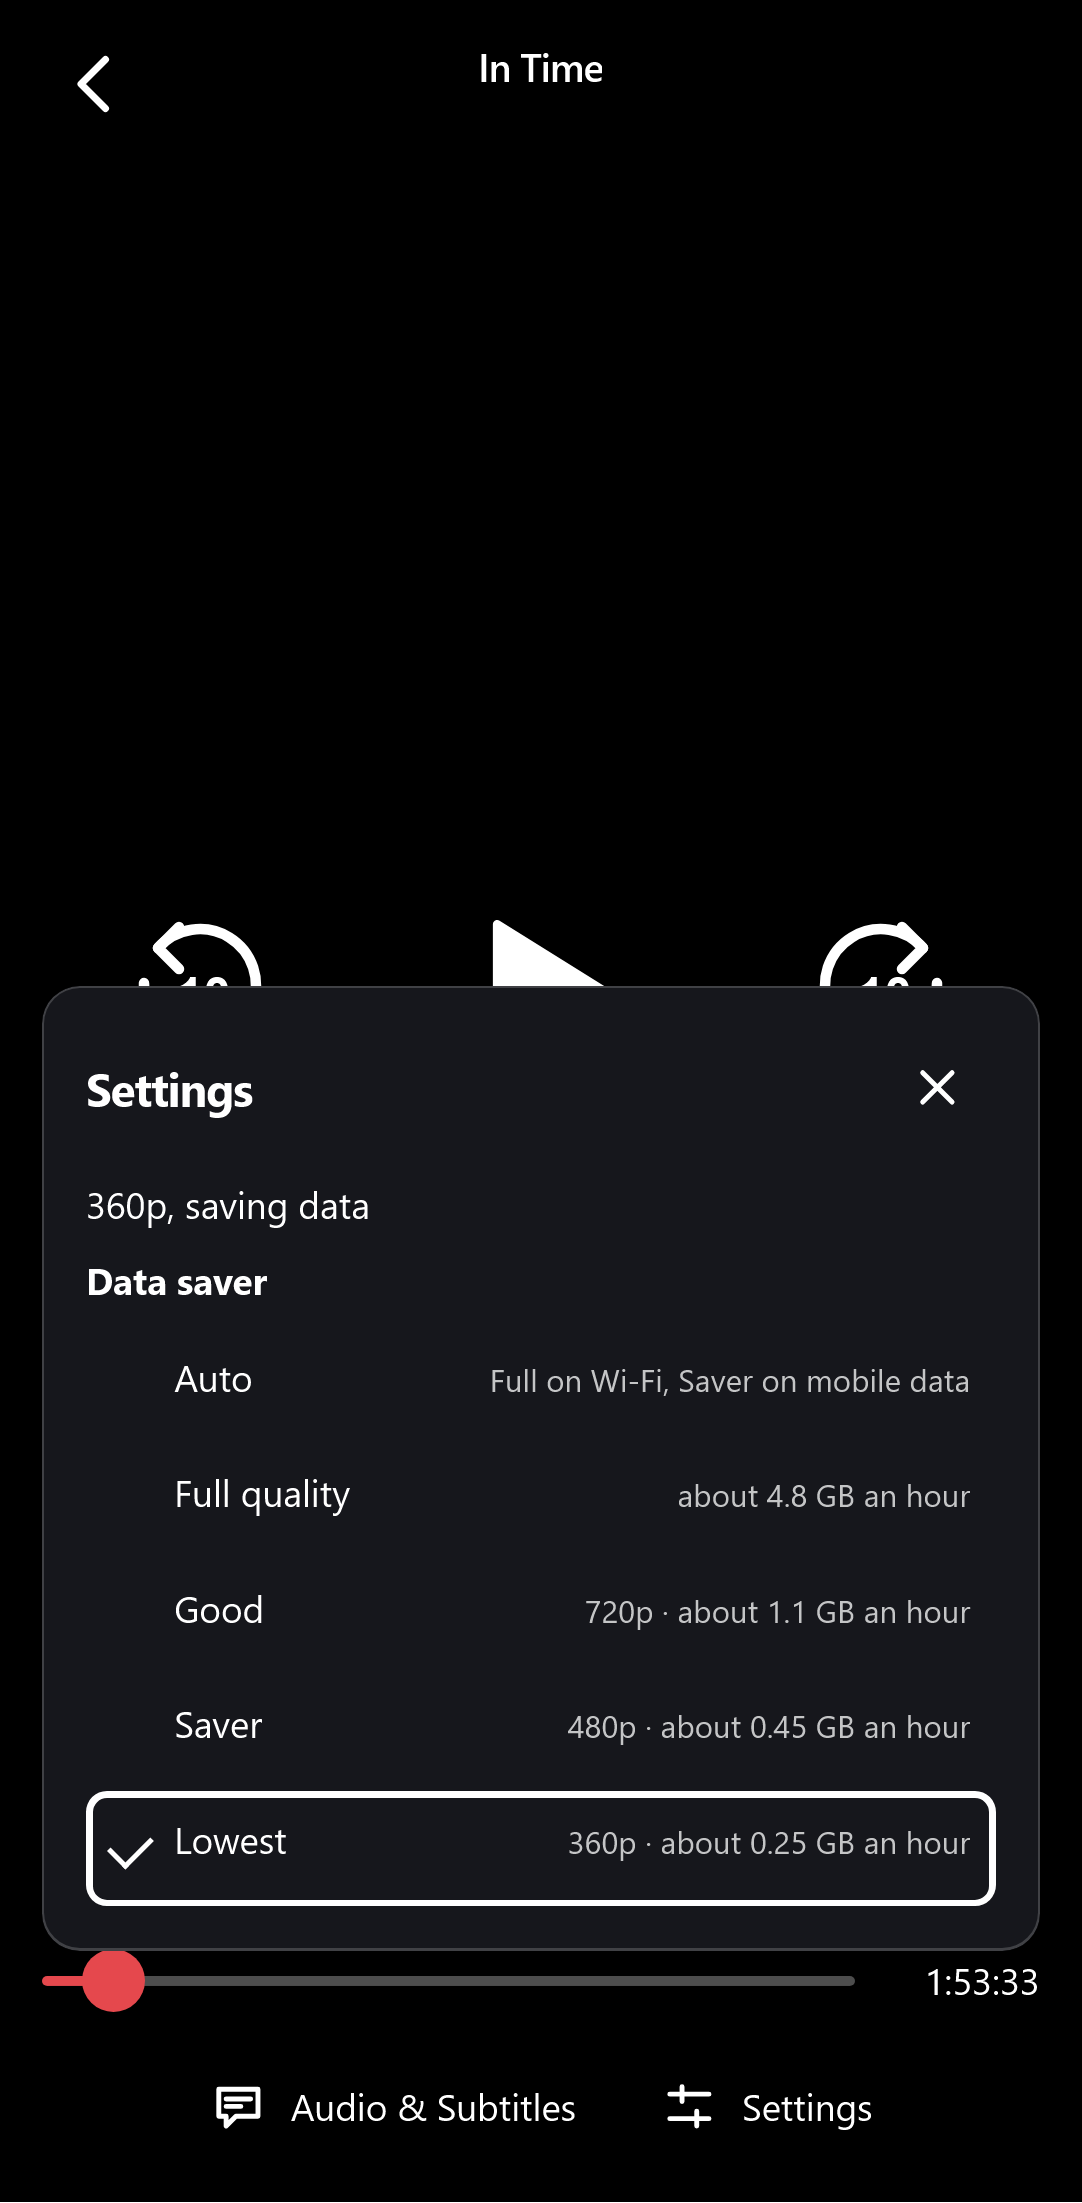 In Time
Settings
360p, saving data
Data saver
Auto Full on Wi-Fi, Saver on mobile data
Full quality about 4.8 GB an hour
Good 720p · about 1.1 GB an hour
Saver 480p · about 0.45 GB an hour
Lowest 360p · about 0.25 GB an hour
1:53:33
Audio & Subtitles Settings